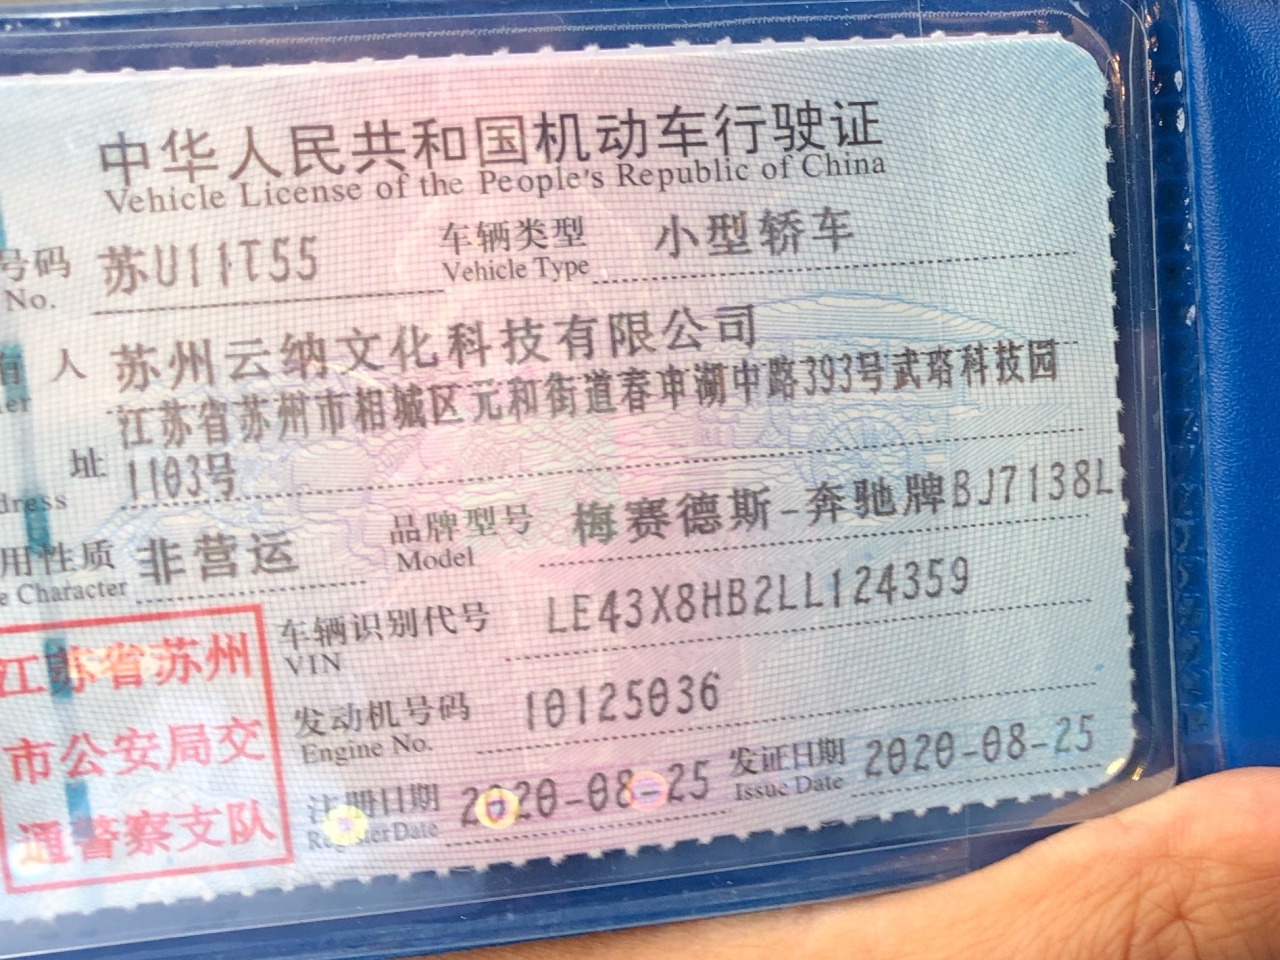 中华人民共和国机动车行驶证
Vehicle License of the People's Republic of China
号码 苏U11T55 车辆类型 小型轿车
No. Vehicle Type
有 人 苏州云纳文化科技有限公司
江苏省苏州市相城区元和街道春申湖中路393号武珞科技园
址 1103号
dress
用性质 非营运 品牌型号 梅赛德斯-奔驰牌BJ7138L
e Character Model
车辆识别代号 LE43X8HB2LL124359
VIN
发动机号码 10125036
Engine No.
注册日期 2020-08-25 发证日期 2020-08-25
Register Date Issue Date
江苏省苏州
市公安局交
通警察支队